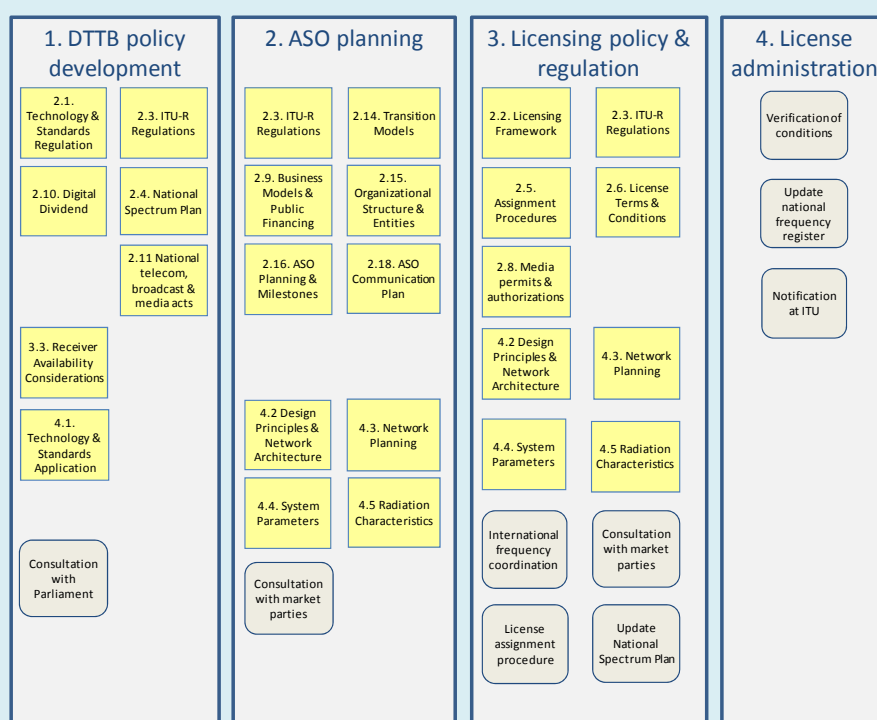 1. DTTB policy
development
2.1.
Technology &
Standards
Regulation
2.3. ITU-R
Regulations
2.10. Digital
Dividend
2.4. National
Spectrum Plan
2.11 National
telecom,
broadcast &
media acts
3.3. Receiver
Availability
Considerations
4.1.
Technology &
Standards
Application
Consultation
with
Parliament
2. ASO planning
2.3. ITU-R
Regulations
2.14. Transition
Models
2.9. Business
Models &
Public
Financing
2.15.
Organizational
Structure &
Entities
2.16. ASO
Planning &
Milestones
2.18. ASO
Communication
Plan
4.2 Design
Principles &
Network
Architecture
4.3. Network
Planning
4.4. System
Parameters
4.5 Radiation
Characteristics
Consultation
with market
parties
3. Licensing policy &
regulation
2.2. Licensing
Framework
2.3. ITU-R
Regulations
2.5.
Assignment
Procedures
2.6. License
Terms &
Conditions
2.8. Media
permits &
authorizations
4.2 Design
Principles &
Network
Architecture
4.3. Network
Planning
4.4. System
Parameters
4.5 Radiation
Characteristics
International
frequency
coordination
Consultation
with market
parties
License
assignment
procedure
Update
National
Spectrum Plan
4. License
administration
Verification of
conditions
Update
national
frequency
register
Notification
at ITU